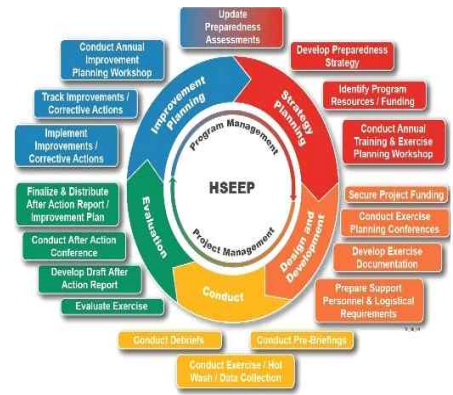 Update
Preparedness
Assessments
Develop Preparedness
Strategy
Identify Program
Resources / Funding
Conduct Annual
Training & Exercise
Planning Workshop
Secure Project Funding
Conduct Exercise
Planning Conferences
Develop Exercise
Documentation
Prepare Support
Personnel & Logistical
Requirements
Conduct Pre-Briefings
Conduct Exercise / Hot
Wash / Data Collection
Conduct Debriefs
Evaluate Exercise
Develop Draft After
Action Report
Conduct After Action
Conference
Finalize & Distribute
After Action Report /
Improvement Plan
Implement
Improvements /
Corrective Actions
Track Improvements /
Corrective Actions
Conduct Annual
Improvement
Planning Workshop
Strategy
Planning
Design and
Development
Conduct
Evaluation
Improvement
Planning
Program Management
HSEEP
Project Management